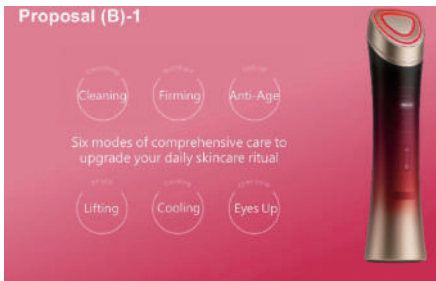 Proposal (B)-1
Cleaning
Firming
Anti-Age
Six modes of comprehensive care to
upgrade your daily skincare ritual
Lifting
Cooling
Eyes Up